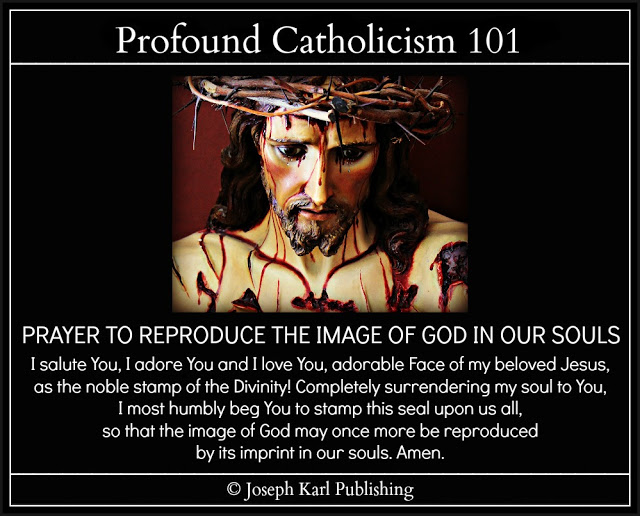 Profound Catholicism 101
PRAYER TO REPRODUCE THE IMAGE OF GOD IN OUR SOULS
I salute You, I adore You and I love You, adorable Face of my beloved Jesus,
as the noble stamp of the Divinity! Completely surrendering my soul to You,
I most humbly beg You to stamp this seal upon us all,
so that the image of God may once more be reproduced
by its imprint in our souls. Amen.
© Joseph Karl Publishing